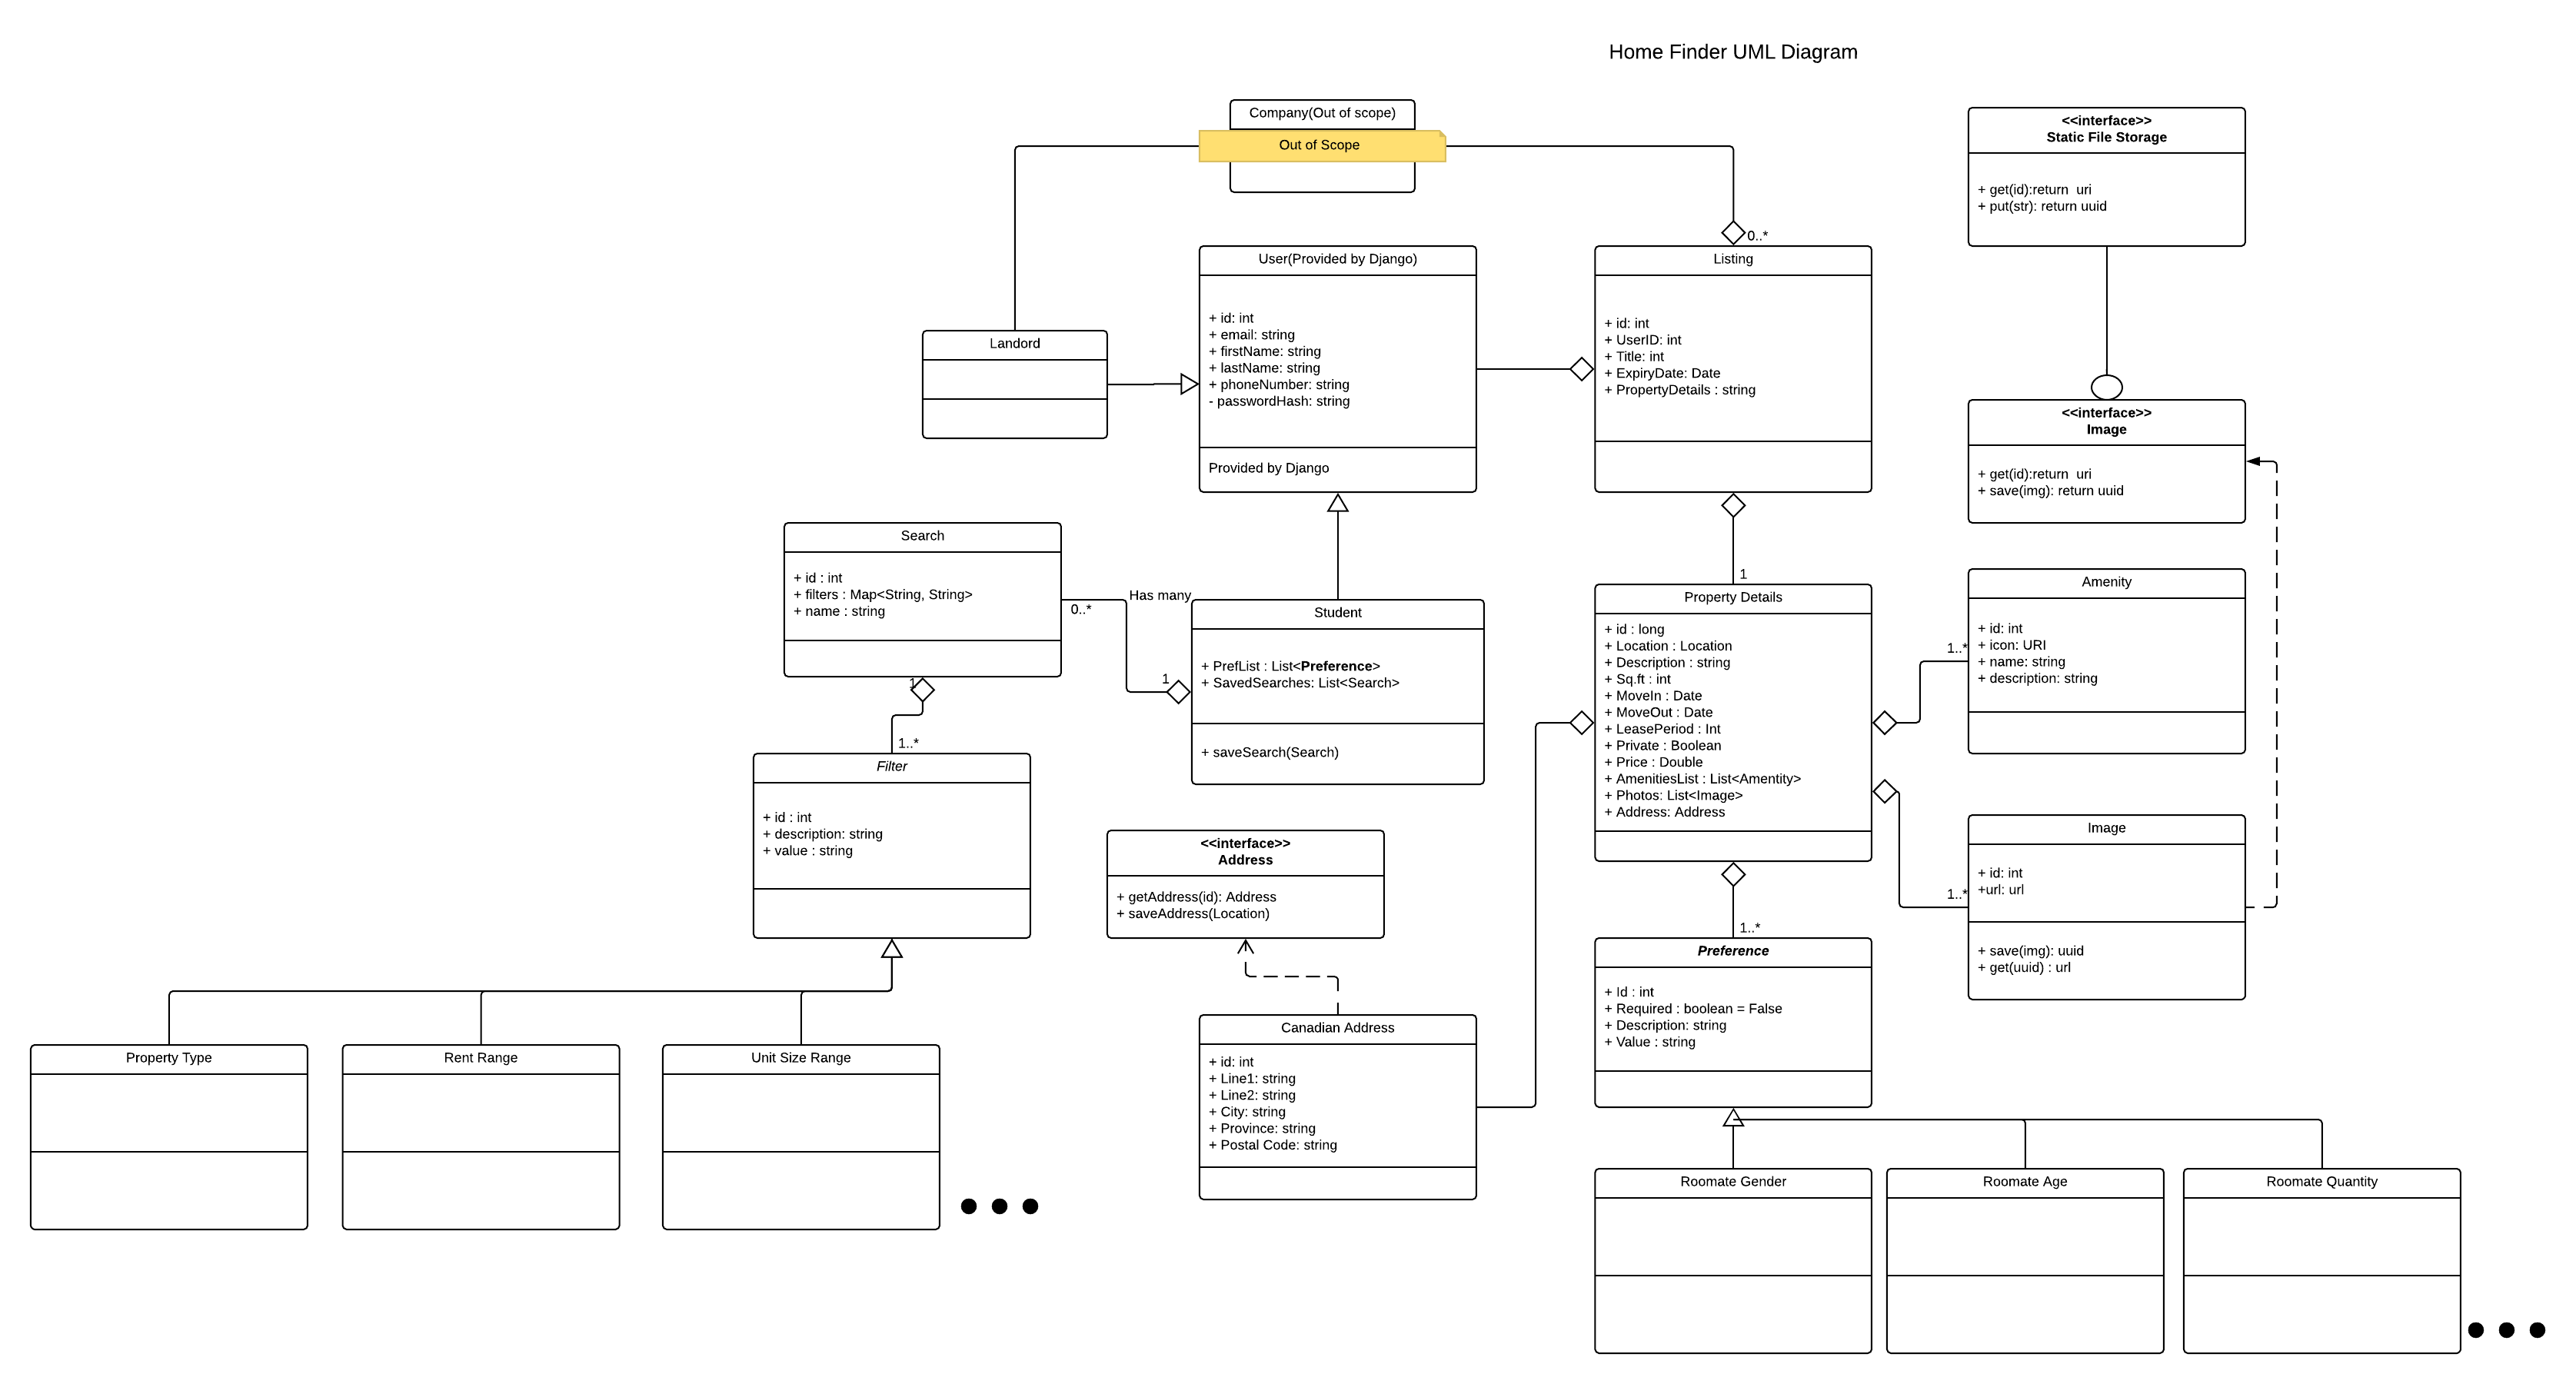 Home Finder UML Diagram
Company(Out of scope)
Out of Scope
<<interface>>
Static File Storage
+ get(id):return  uri
+ put(str): return uuid
0..*
User(Provided by Django)
+ id: int
+ email: string
+ firstName: string
+ lastName: string
+ phoneNumber: string
- passwordHash: string
Provided by Django
Listing
+ id: int
+ UserID: int
+ Title: int
+ ExpiryDate: Date
+ PropertyDetails : string
Landord
<<interface>>
Image
+ get(id):return  uri
+ save(img): return uuid
Search
+ id : int
+ filters : Map<String, String>
+ name : string
Has many
0..*
1
1
1..*
Student
+ PrefList : List<Preference>
+ SavedSearches: List<Search>
+ saveSearch(Search)
1
Property Details
+ id : long
+ Location : Location
+ Description : string
+ Sq.ft : int
+ MoveIn : Date
+ MoveOut : Date
+ LeasePeriod : Int
+ Private : Boolean
+ Price : Double
+ AmenitiesList : List<Amentity>
+ Photos: List<Image>
+ Address: Address
1..*
Amenity
+ id: int
+ icon: URI
+ name: string
+ description: string
Filter
+ id : int
+ description: string
+ value : string
<<interface>>
Address
+ getAddress(id): Address
+ saveAddress(Location)
1..*
Image
+ id: int
+url: url
+ save(img): uuid
+ get(uuid) : url
1..*
Preference
+ Id : int
+ Required : boolean = False
+ Description: string
+ Value : string
Canadian Address
+ id: int
+ Line1: string
+ Line2: string
+ City: string
+ Province: string
+ Postal Code: string
Property Type
Rent Range
Unit Size Range
Roomate Gender
Roomate Age
Roomate Quantity